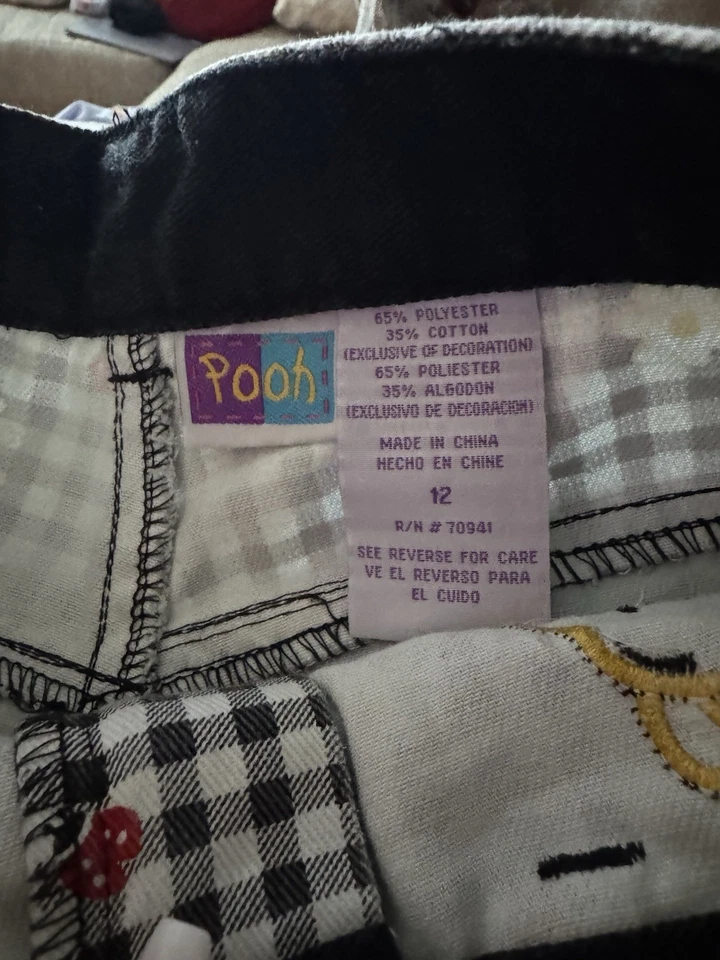 Pooh
65% POLYESTER
35% COTTON
(EXCLUSIVE OF DECORATION)
65% POLIESTER
35% ALGODON
(EXCLUSIVO DE DECORACION)
MADE IN CHINA
HECHO EN CHINE
12
R/N # 70941
SEE REVERSE FOR CARE
VE EL REVERSO PARA
EL CUIDO